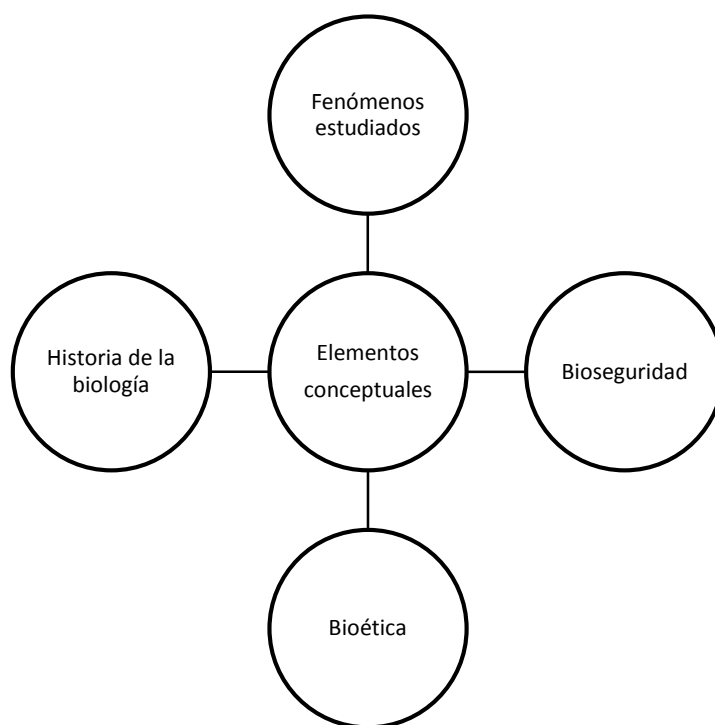 Fenómenos
estudiados
Historia de la
biología
Elementos
conceptuales
Bioseguridad
Bioética